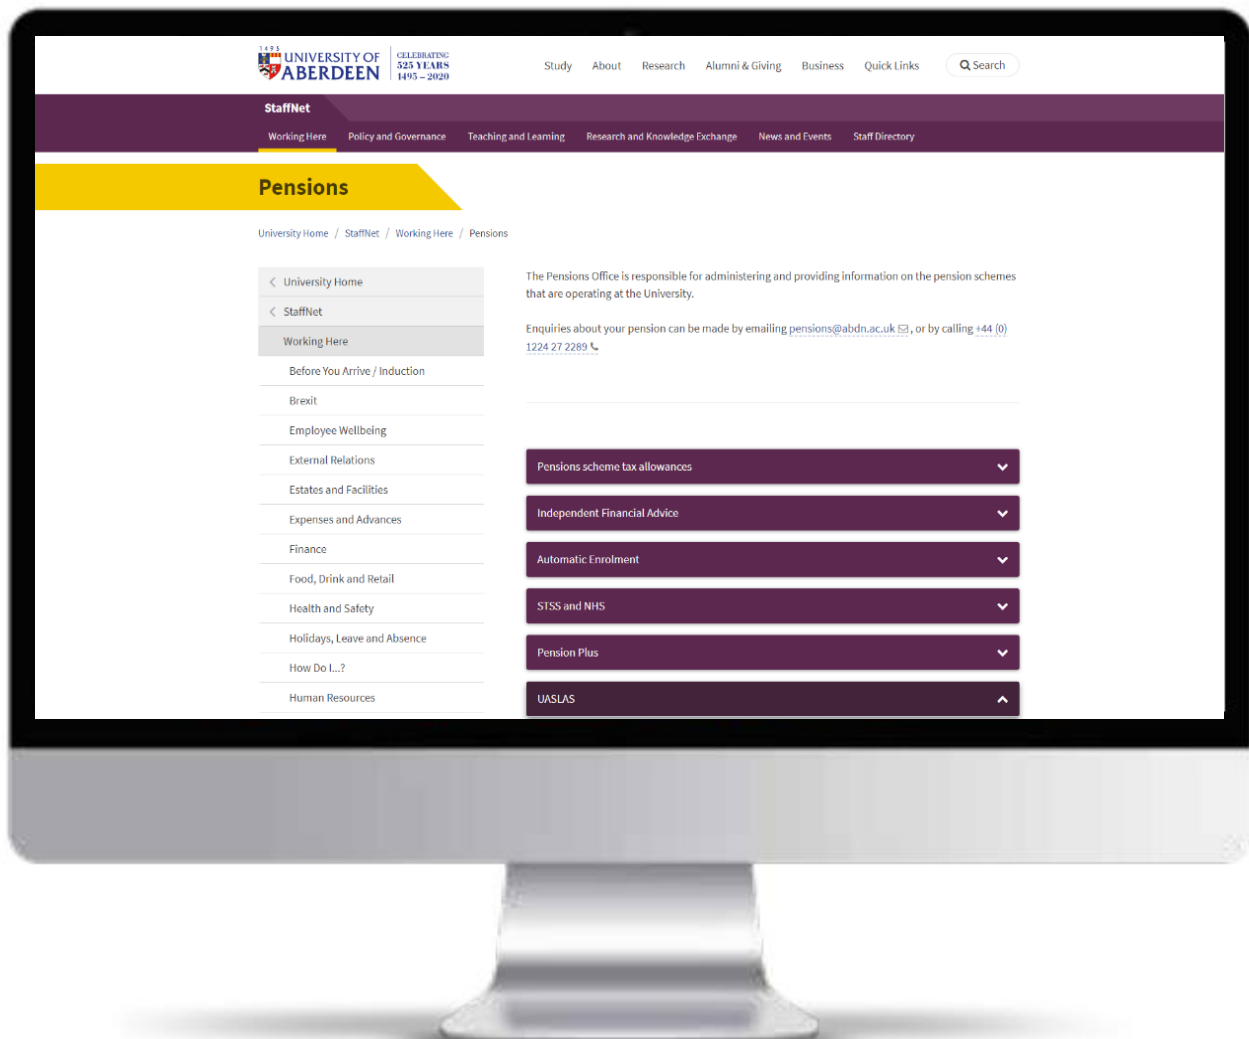 1495
UNIVERSITY OF
ABERDEEN
CELEBRATING
525 YEARS
1495 – 2020
Study About Research Alumni & Giving Business Quick Links Search
StaffNet
Working Here Policy and Governance Teaching and Learning Research and Knowledge Exchange News and Events Staff Directory
Pensions
University Home / StaffNet / Working Here / Pensions
University Home
StaffNet
Working Here
Before You Arrive / Induction
Brexit
Employee Wellbeing
External Relations
Estates and Facilities
Expenses and Advances
Finance
Food, Drink and Retail
Health and Safety
Holidays, Leave and Absence
How Do I...?
Human Resources
The Pensions Office is responsible for administering and providing information on the pension schemes
that are operating at the University.
Enquiries about your pension can be made by emailing pensions@abdn.ac.uk , or by calling +44 (0)
1224 27 2289
Pensions scheme tax allowances
Independent Financial Advice
Automatic Enrolment
STSS and NHS
Pension Plus
UASLAS